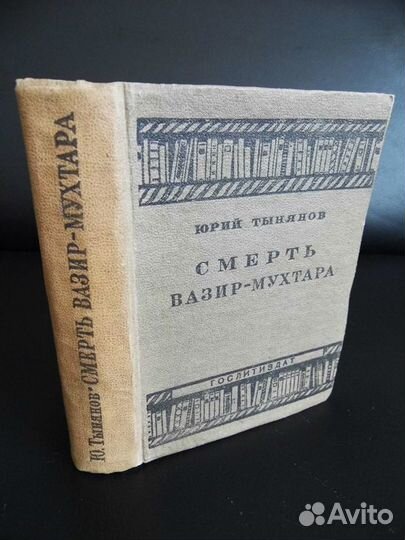 Ю. Тынянов • СМЕРТЬ ВАЗИР-МУХТАРА
ЮРИЙ ТЫНЯНОВ
СМЕРТЬ
ВАЗИР-МУХТАРА
ГОСЛИТИЗДАТ
Avito